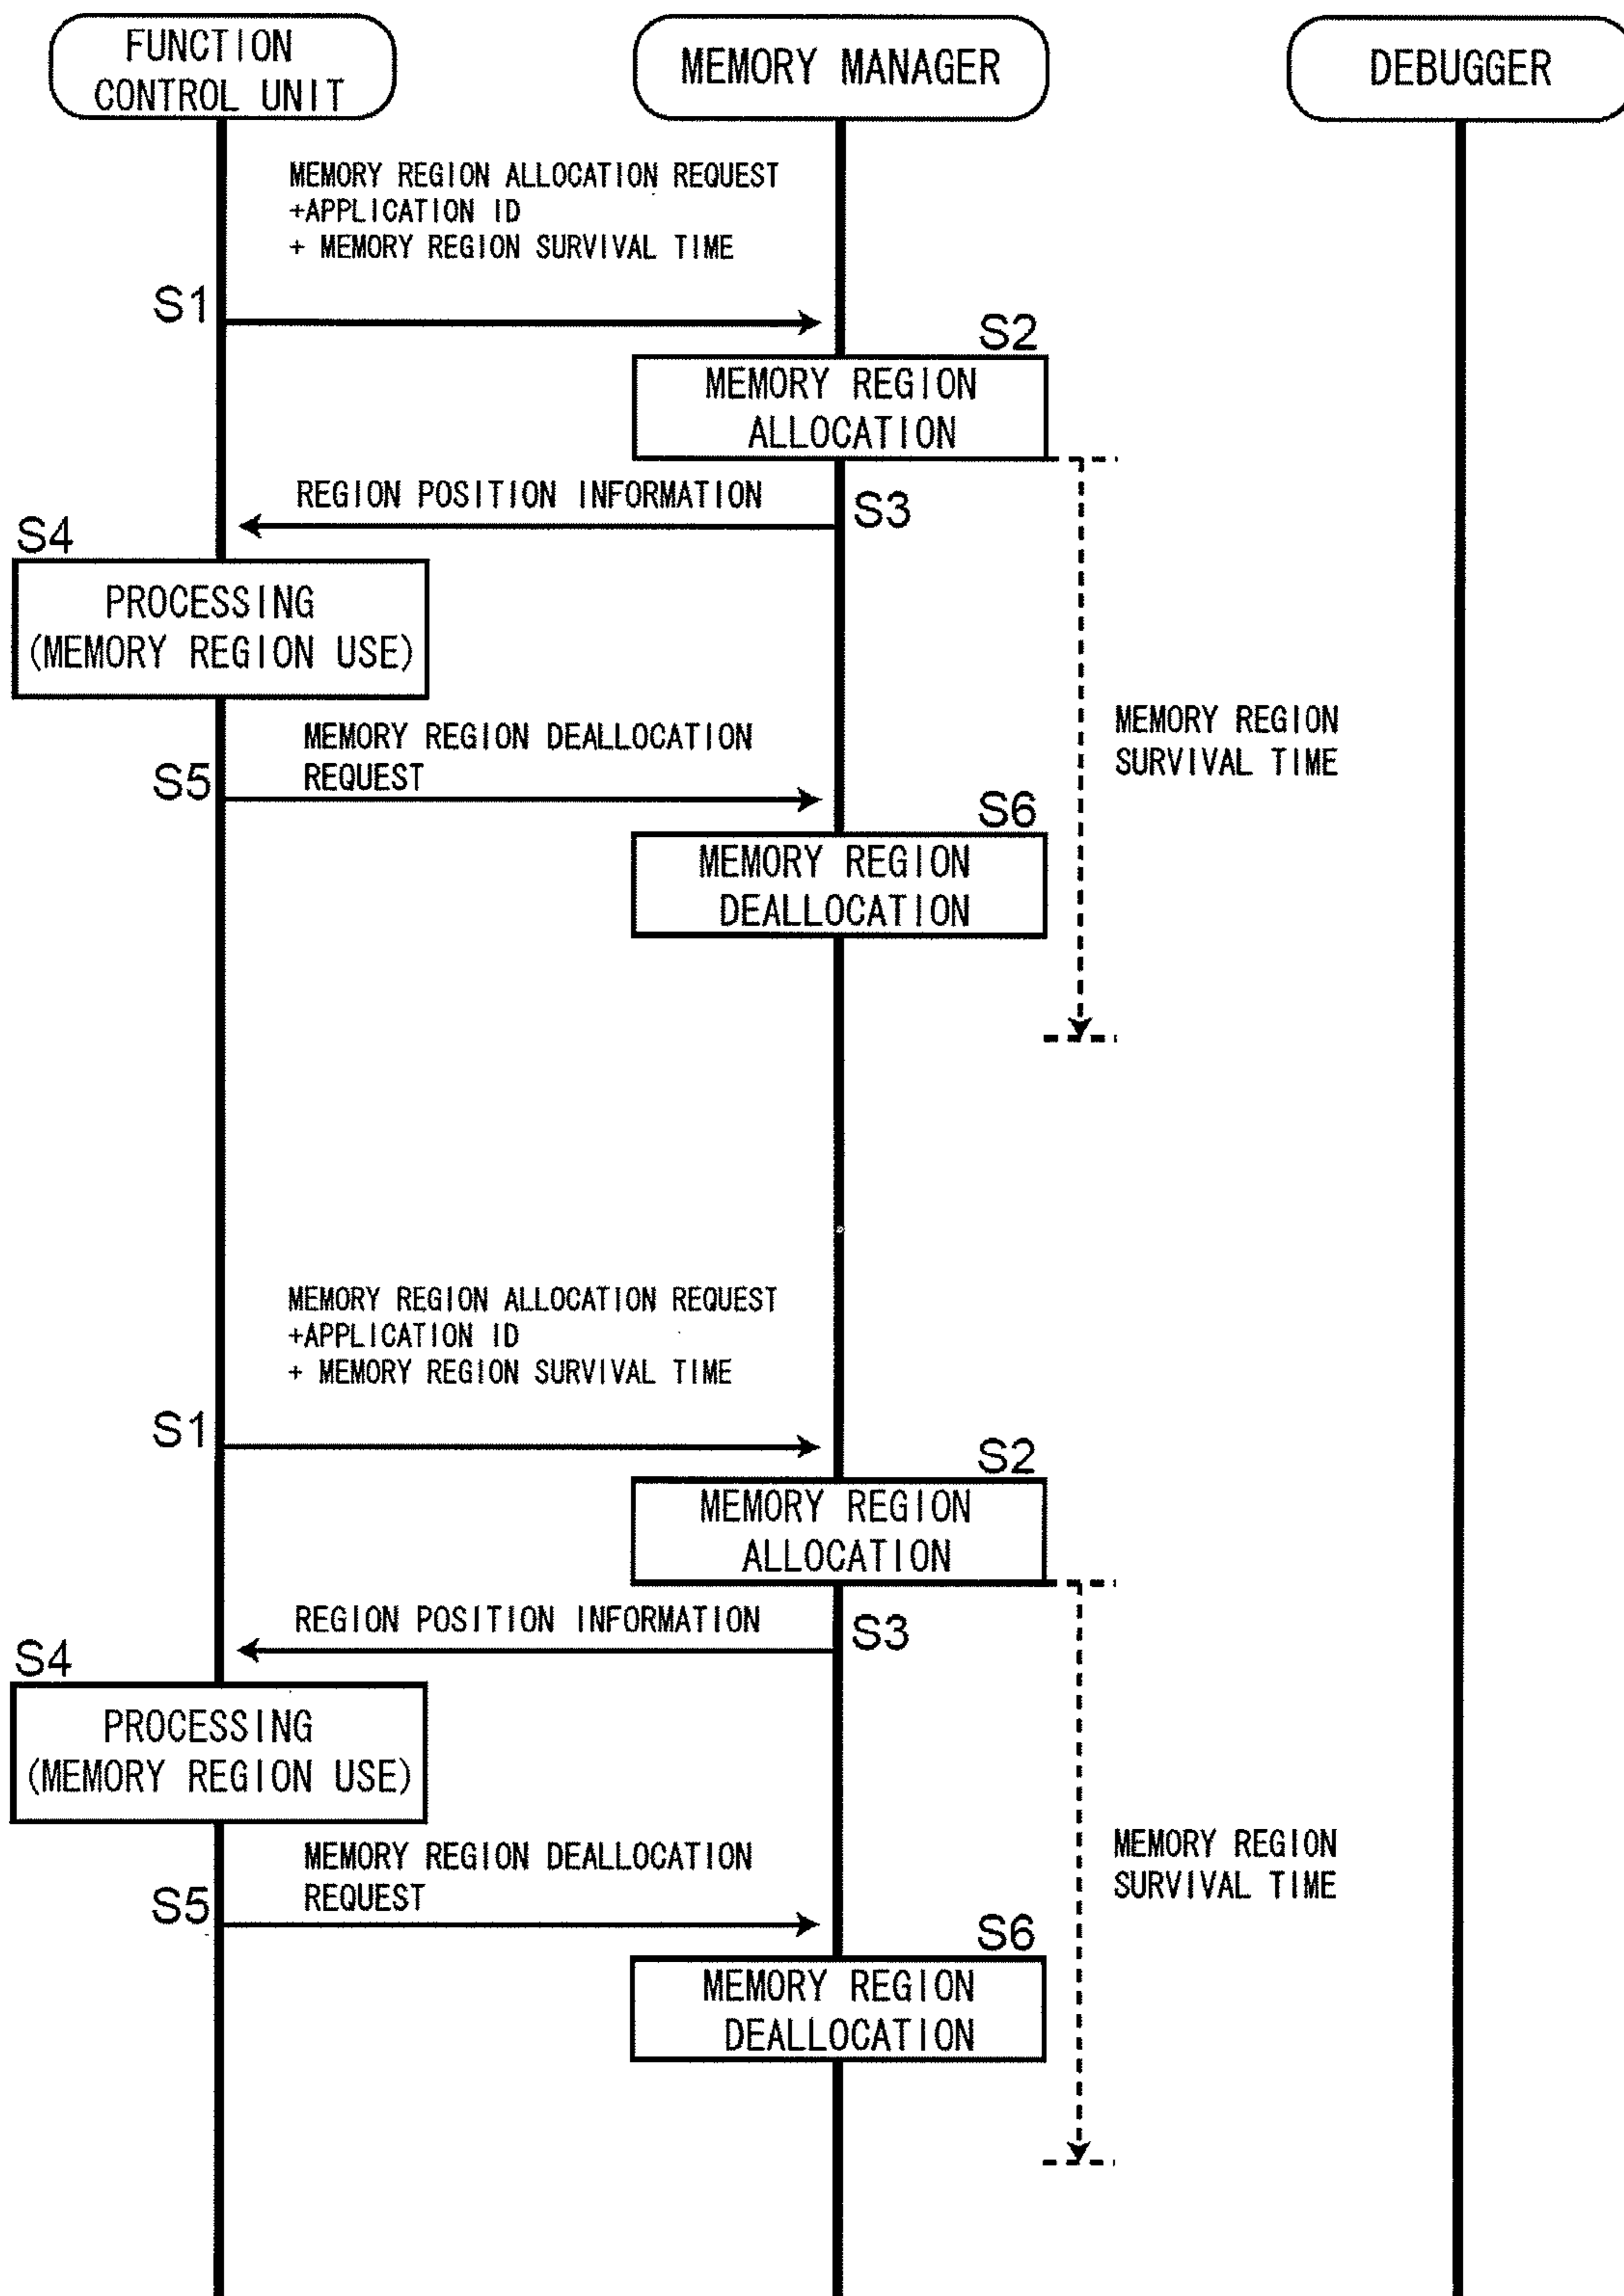 FUNCTION
CONTROL UNIT
MEMORY MANAGER
DEBUGGER
MEMORY REGION ALLOCATION REQUEST
+APPLICATION ID
+ MEMORY REGION SURVIVAL TIME
S1
S2
MEMORY REGION
ALLOCATION
REGION POSITION INFORMATION
S3
S4
PROCESSING
(MEMORY REGION USE)
MEMORY REGION
SURVIVAL TIME
MEMORY REGION DEALLOCATION
REQUEST
S5
S6
MEMORY REGION
DEALLOCATION
MEMORY REGION ALLOCATION REQUEST
+APPLICATION ID
+ MEMORY REGION SURVIVAL TIME
S1
S2
MEMORY REGION
ALLOCATION
REGION POSITION INFORMATION
S3
S4
PROCESSING
(MEMORY REGION USE)
MEMORY REGION
SURVIVAL TIME
MEMORY REGION DEALLOCATION
REQUEST
S5
S6
MEMORY REGION
DEALLOCATION